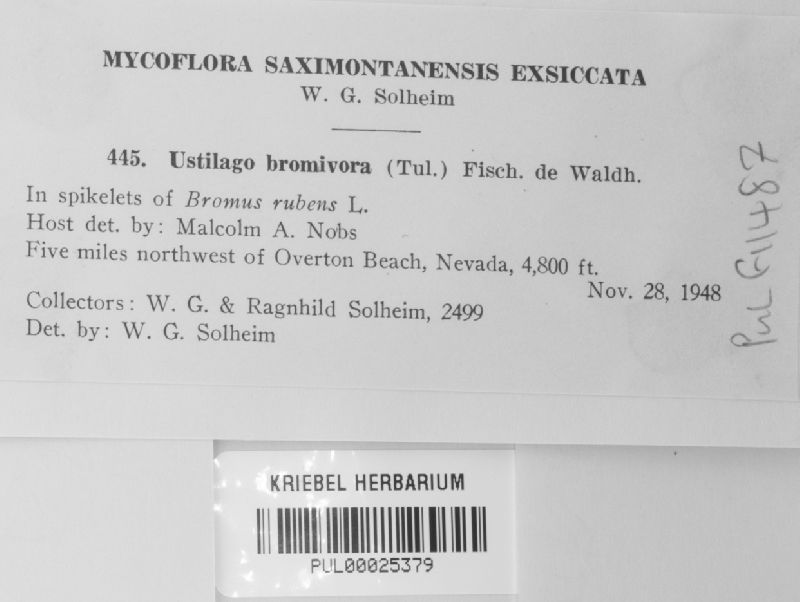 MYCOFLORA SAXIMONTANENSIS EXSICCATA
W. G. Solheim
445. Ustilago bromivora (Tul.) Fisch. de Waldh.
In spikelets of Bromus rubens L.
Host det. by: Malcolm A. Nobs
Five miles northwest of Overton Beach, Nevada, 4,800 ft.
Nov. 28, 1948
Collectors: W. G. & Ragnhild Solheim, 2499
Det. by: W. G. Solheim
PUL F11487
KRIEBEL HERBARIUM
PUL00025379